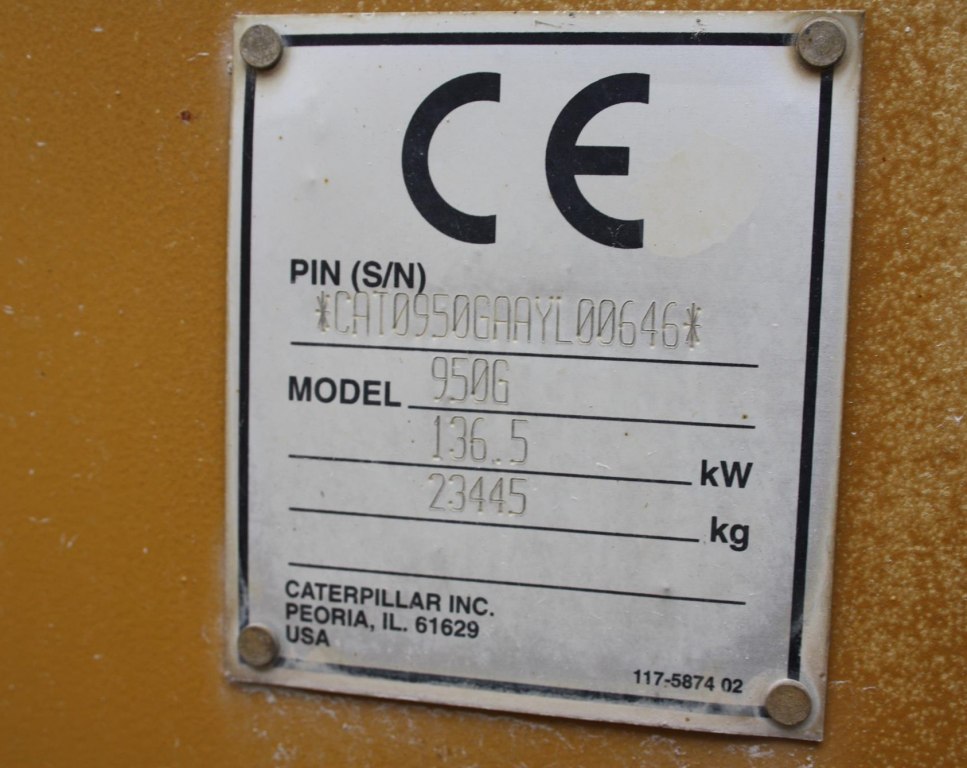 CE
PIN (S/N)
*CAT0950GAAYL00646*
MODEL 950G
136.5 kW
23445 kg
CATERPILLAR INC.
PEORIA, IL. 61629
USA
117-5874 02